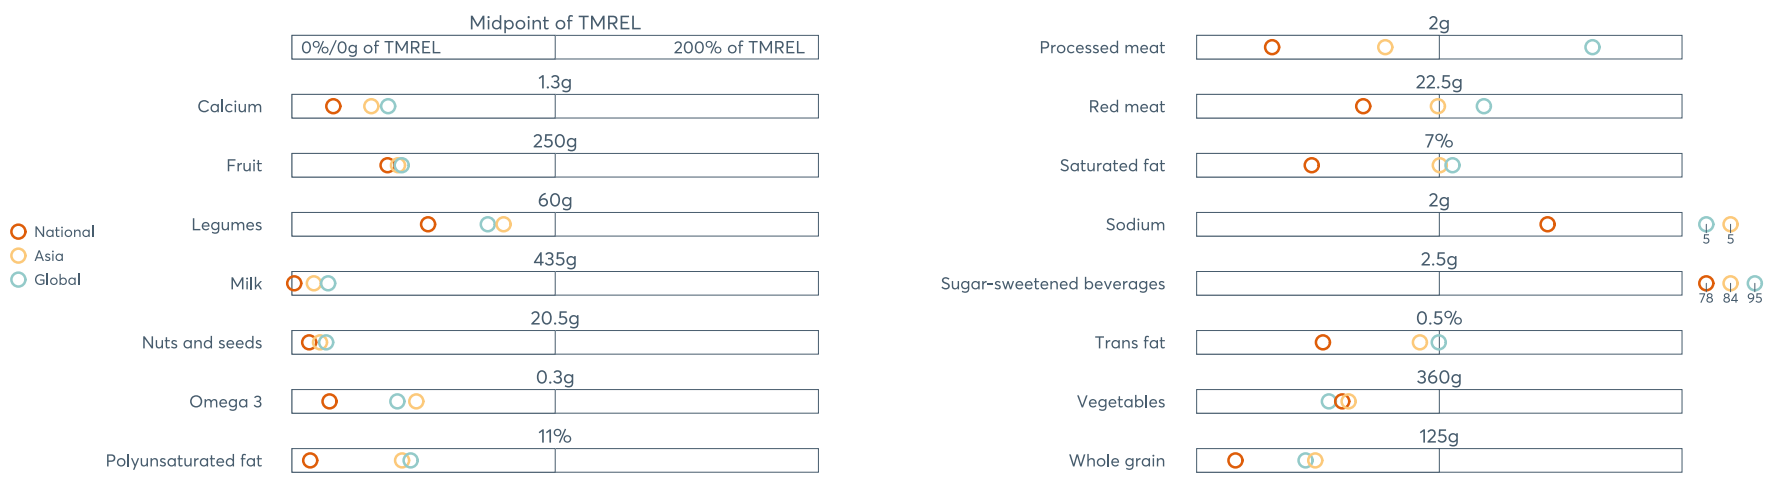 Midpoint of TMREL
0%/0g of TMREL 200% of TMREL
Calcium 1.3g
Fruit 250g
Legumes 60g
Milk 435g
Nuts and seeds 20.5g
Omega 3 0.3g
Polyunsaturated fat 11%
National
Asia
Global
Processed meat 2g
Red meat 22.5g
Saturated fat 7%
Sodium 2g
5 5
Sugar-sweetened beverages 2.5g
78 84 95
Trans fat 0.5%
Vegetables 360g
Whole grain 125g